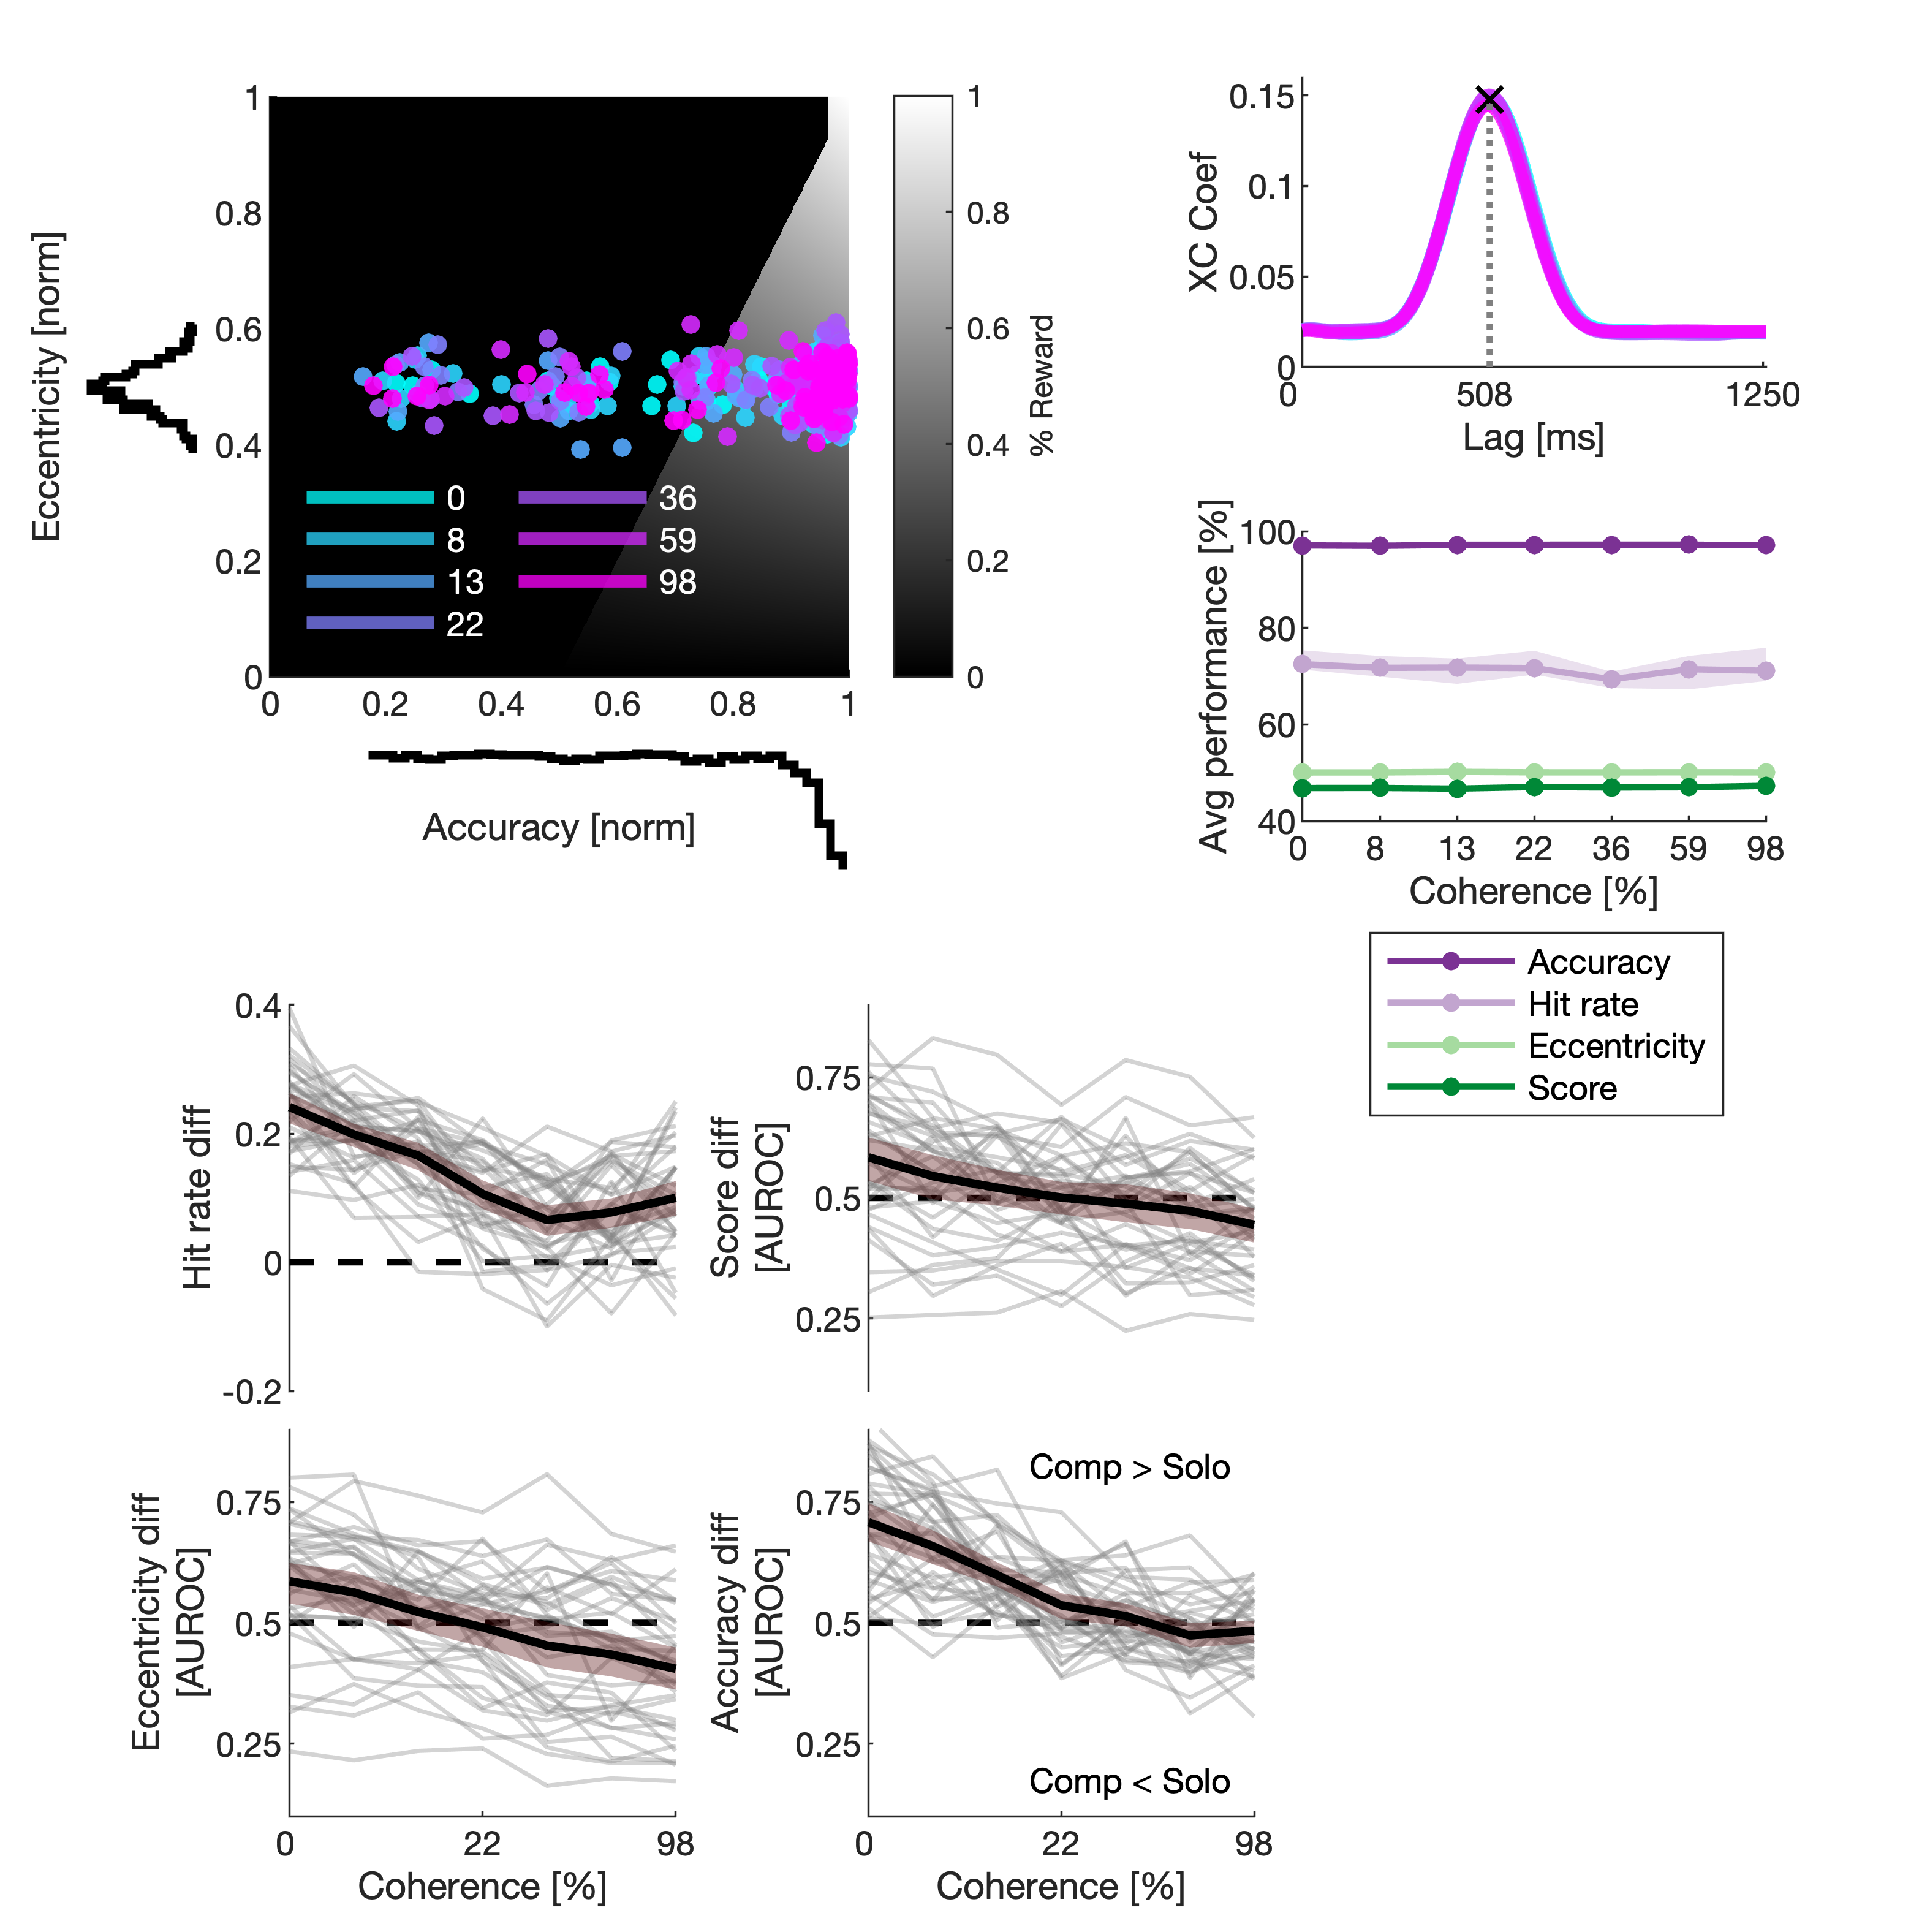 Eccentricity [norm]
1
0.8
0.6
0.4
0.2
0
0 0.2 0.4 0.6 0.8 1
Accuracy [norm]
0 36
8 59
13 98
22
1
0.8
0.6
0.4
0.2
0
% Reward
XC Coef
0.15
0.1
0.05
0
0 508 1250
Lag [ms]
Avg performance [%]
100
80
60
40
0 8 13 22 36 59 98
Coherence [%]
Accuracy
Hit rate
Eccentricity
Score
Hit rate diff
0.4
0.2
0
-0.2
Score diff
[AUROC]
0.75
0.5
0.25
Eccentricity diff
[AUROC]
0.75
0.5
0.25
0 22 98
Coherence [%]
Accuracy diff
[AUROC]
0.75
0.5
0.25
Comp > Solo
Comp < Solo
0 22 98
Coherence [%]